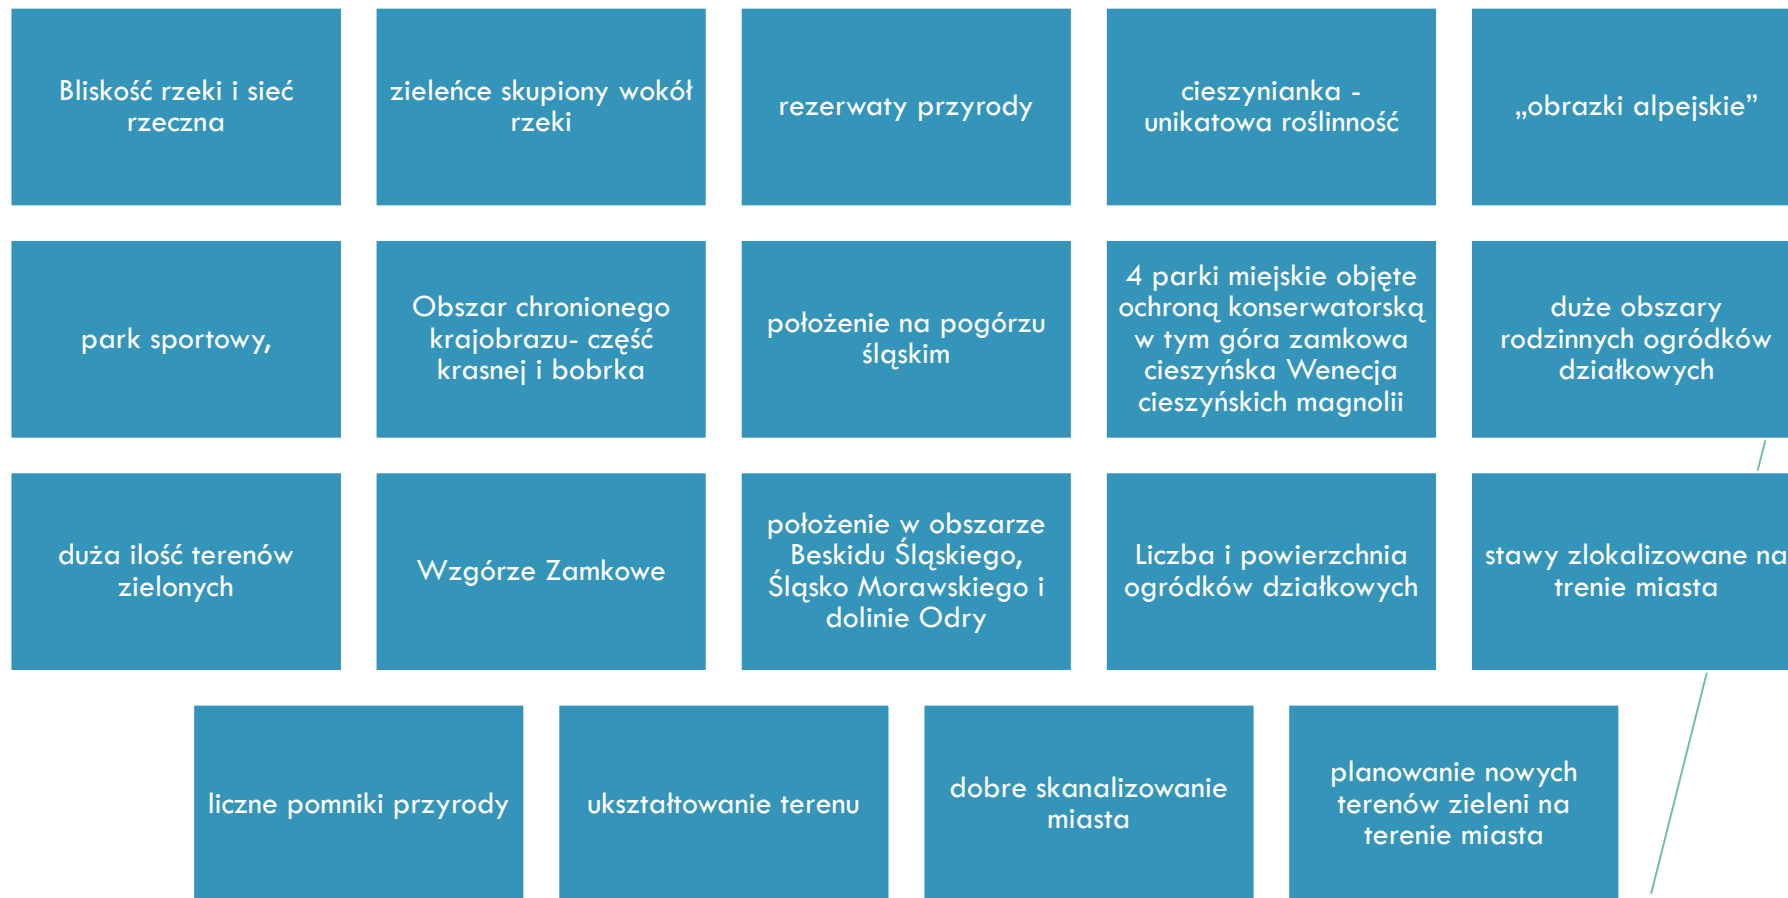 Bliskość rzeki i sieć
rzeczna
zieleńce skupiony wokół
rzeki
rezerwaty przyrody
cieszynianka -
unikatowa roślinność
„obrazki alpejskie”
park sportowy,
Obszar chronionego
krajobrazu- część
krasnej i bobrka
położenie na pogórzu
śląskim
4 parki miejskie objęte
ochroną konserwatorską
w tym góra zamkowa
cieszyńska Wenecja
cieszyńskich magnolii
duże obszary
rodzinnych ogródków
działkowych
duża ilość terenów
zielonych
Wzgórze Zamkowe
położenie w obszarze
Beskidu Śląskiego,
Śląsko Morawskiego i
dolinie Odry
Liczba i powierzchnia
ogródków działkowych
stawy zlokalizowane na
trenie miasta
liczne pomniki przyrody
ukształtowanie terenu
dobre skanalizowanie
miasta
planowanie nowych
terenów zieleni na
terenie miasta